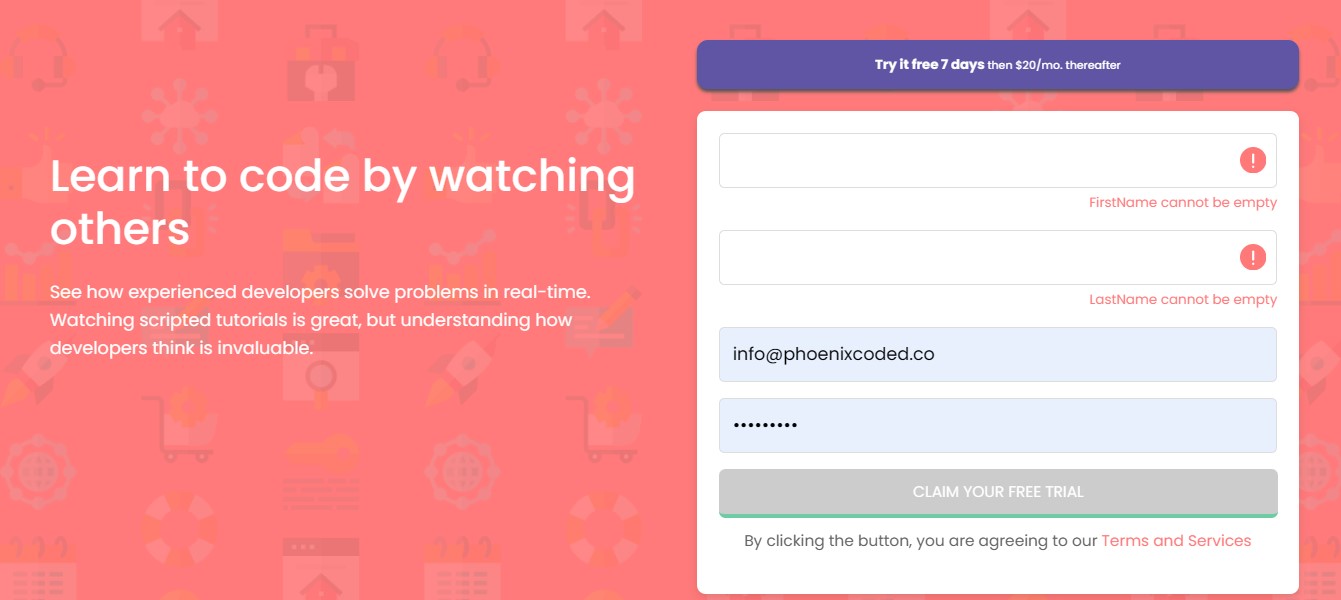 Learn to code by watching
others
See how experienced developers solve problems in real-time.
Watching scripted tutorials is great, but understanding how
developers think is invaluable.
Try it free 7 days then $20/mo. thereafter
FirstName cannot be empty
LastName cannot be empty
info@phoenixcoded.co
•••••••••
CLAIM YOUR FREE TRIAL
By clicking the button, you are agreeing to our Terms and Services